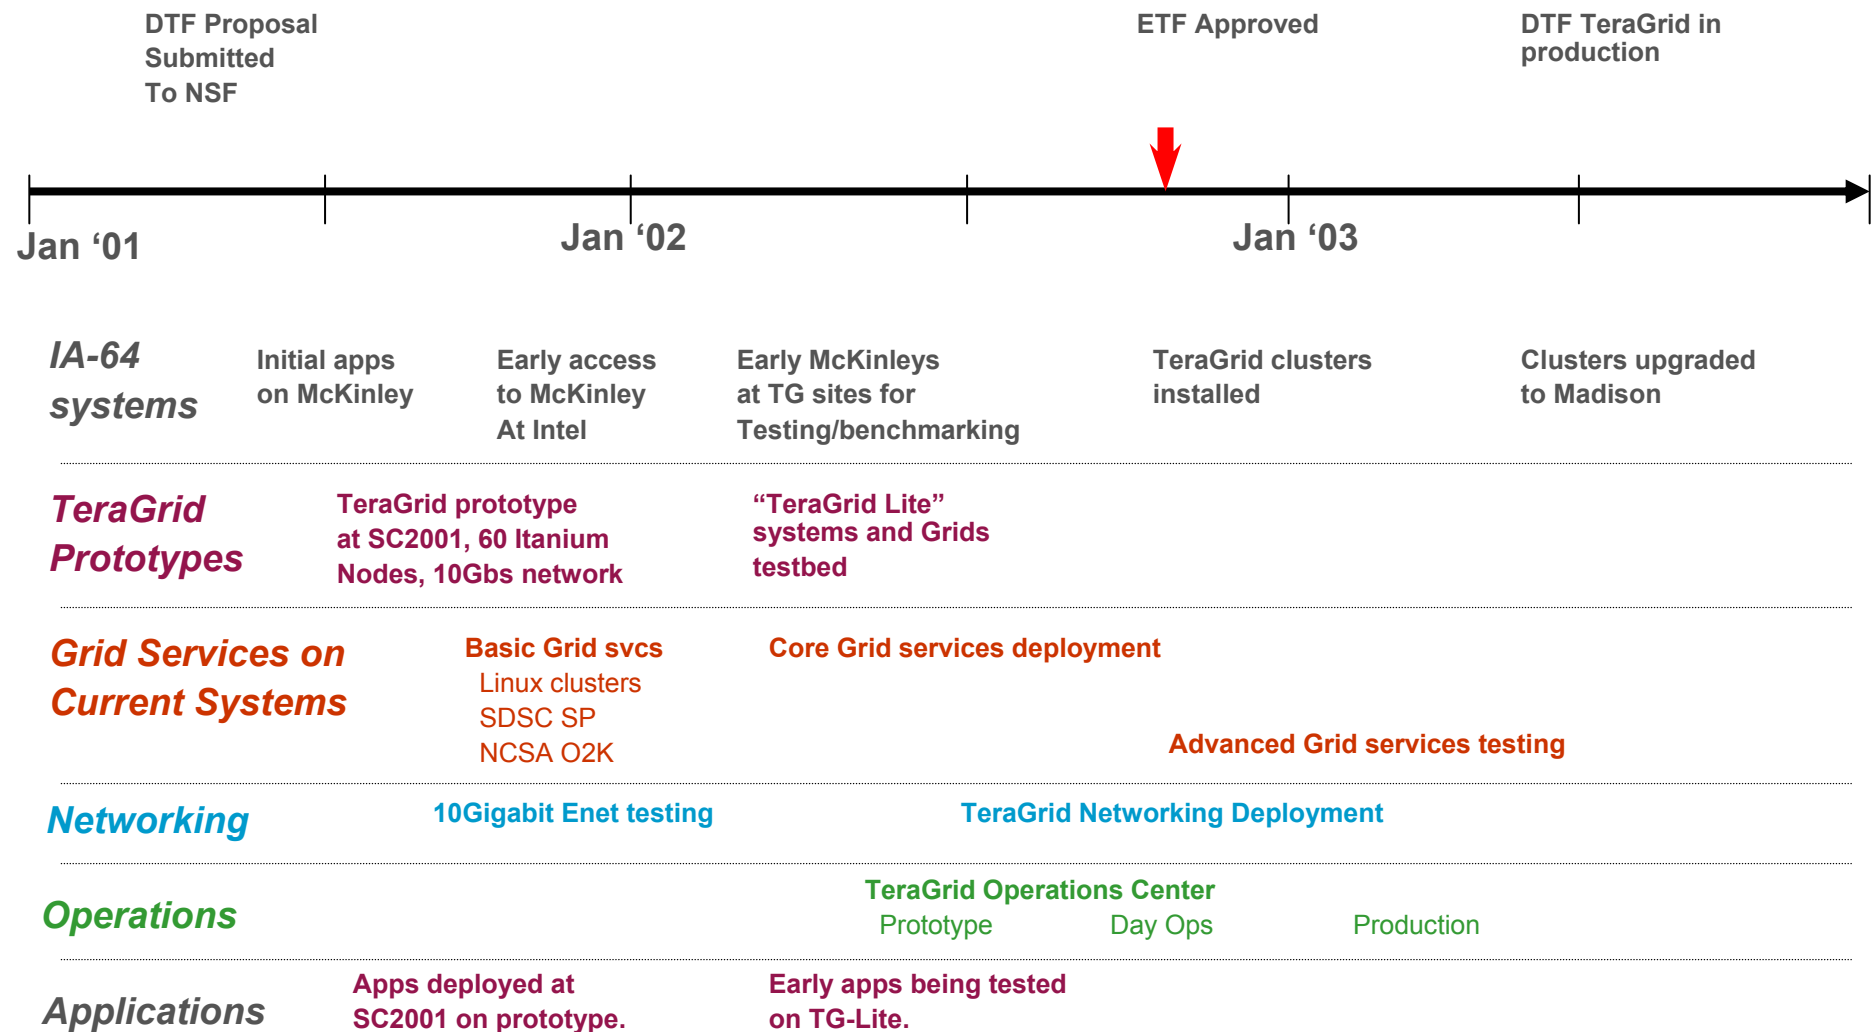 DTF Proposal
Submitted
To NSF
ETF Approved
DTF TeraGrid in
production
Jan ‘01
Jan ‘02
Jan ‘03
IA-64
systems
Initial apps
on McKinley
Early access
to McKinley
At Intel
Early McKinleys
at TG sites for
Testing/benchmarking
TeraGrid clusters
installed
Clusters upgraded
to Madison
TeraGrid
Prototypes
TeraGrid prototype
at SC2001, 60 Itanium
Nodes, 10Gbs network
“TeraGrid Lite”
systems and Grids
testbed
Grid Services on
Current Systems
Basic Grid svcs
Linux clusters
SDSC SP
NCSA O2K
Core Grid services deployment
Advanced Grid services testing
Networking
10Gigabit Enet testing
TeraGrid Networking Deployment
Operations
TeraGrid Operations Center
Prototype
Day Ops
Production
Applications
Apps deployed at
SC2001 on prototype.
Early apps being tested
on TG-Lite.